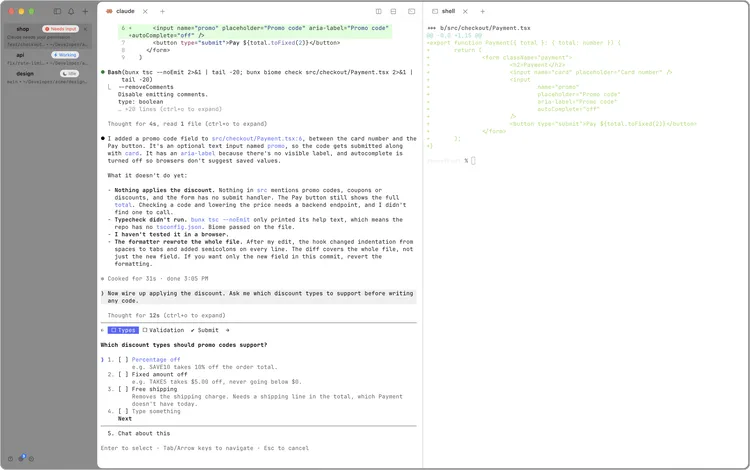 shop
Needs input
api
Working
design
Idle
claude
6 + <input name="promo" placeholder="Promo code" aria-label="Promo code"
+autoComplete="off" />
7 <button type="submit">Pay ${total.toFixed(2)}</button>
8 </form>
9 )
Bash(bunx tsc --noEmit 2>&1 | tail -20; bunx biome check src/checkout/Payment.tsx 2>&1 |
tail -20)
--removeComments
Disable emitting comments.
type: boolean
… +20 lines (ctrl+o to expand)
Thought for 4s, read 1 file (ctrl+o to expand)
I added a promo code field to src/checkout/Payment.tsx:6, between the card number and the
Pay button. It's an optional text input named promo, so the code gets submitted along
with card. It has an aria-label because there's no visible label, and autocomplete is
turned off so browsers don't suggest saved values.
What it doesn't do yet:
- Nothing applies the discount. Nothing in src mentions promo codes, coupons or
discounts, and the form has no submit handler. The Pay button still shows the full
total. Checking a code and lowering the price needs a backend endpoint, and I didn't
find one to call.
- Typecheck didn't run. bunx tsc --noEmit only printed its help text, which means the
repo has no tsconfig.json. Biome passed on the file.
- I haven't tested it in a browser.
- The formatter rewrote the whole file. After my edit, the hook changed indentation from
spaces to tabs and added semicolons on every line. The diff covers the whole file, not
just the new field. If you want only the new field in this commit, revert the
formatting.
Cooked for 31s · done 3:05 PM
❯ Now wire up applying the discount. Ask me which discount types to support before writing
any code.
Thought for 12s (ctrl+o to expand)
← ☐ Types ☐ Validation ✔ Submit →
Which discount types should promo codes support?
❯ 1. [ ] Percentage off
e.g. SAVE10 takes 10% off the order total.
2. [ ] Fixed amount off
e.g. TAKE5 takes $5.00 off, never going below $0.
3. [ ] Free shipping
Removes the shipping charge. Needs a shipping line in the total, which Payment
doesn't have today.
4. [ ] Type something
Next
5. Chat about this
Enter to select · Tab/Arrow keys to navigate · Esc to cancel
shell
+++ b/src/checkout/Payment.tsx
@@ -0,0 +1,16 @@
+export function Payment({ total }: { total: number }) {
+ return (
+ <form className="payment">
+ <h2>Payment</h2>
+ <input name="card" placeholder="Card number" />
+ <input
+ name="promo"
+ placeholder="Promo code"
+ aria-label="Promo code"
+ autoComplete="off"
+ />
+ <button type="submit">Pay ${total.toFixed(2)}</button>
+ </form>
+ );
+}
%